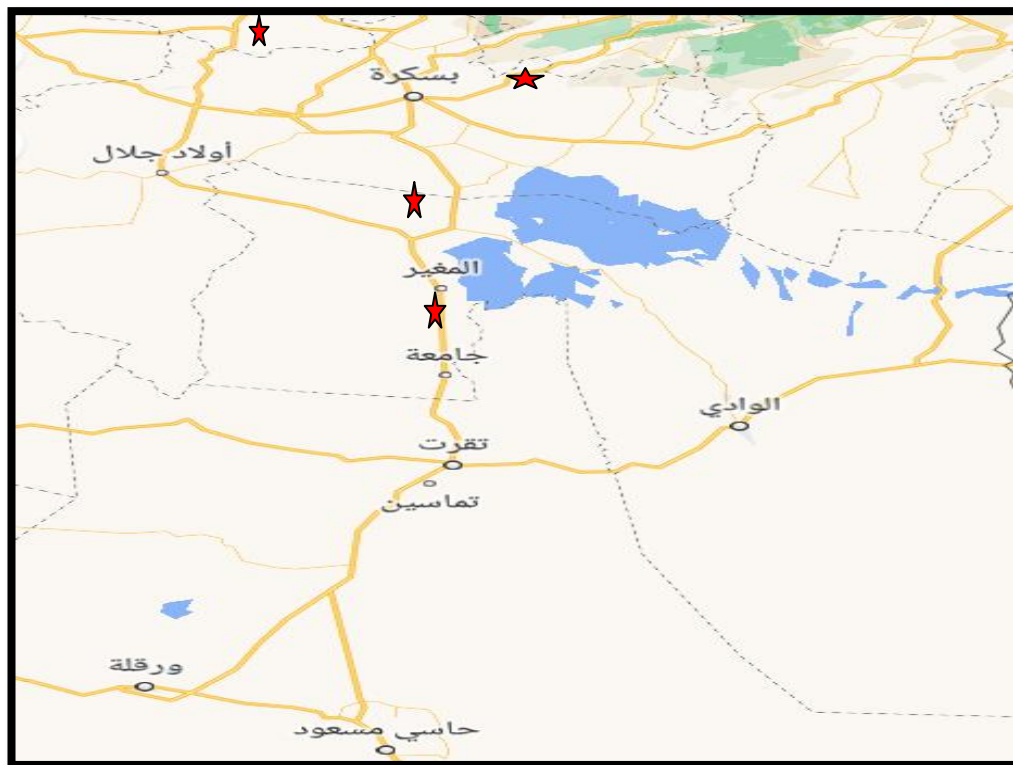 بسكرة
أولاد جلال
المغير
جامعة
الوادي
تقرت
تماسين
ورقلة
حاسي مسعود